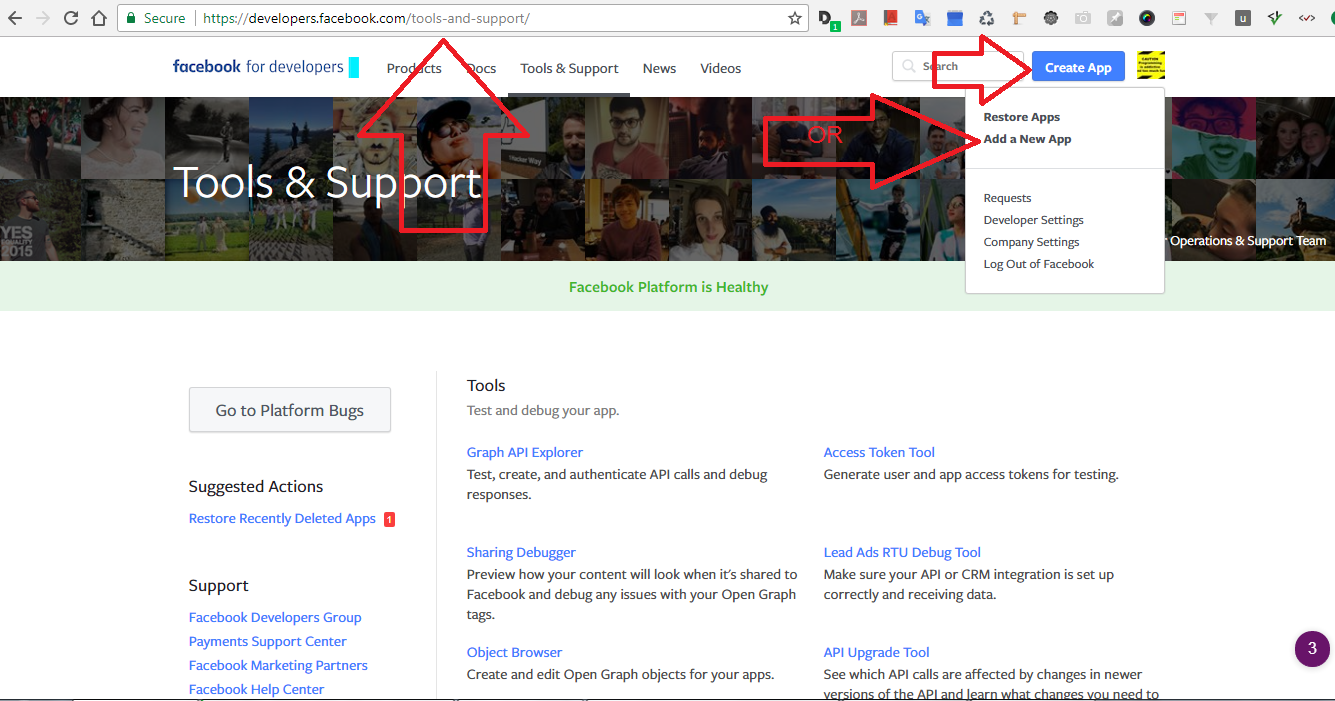 Secure https://developers.facebook.com/tools-and-support/
1
facebook for developers Products Docs Tools & Support News Videos Search Create App
Restore Apps
Add a New App
OR
Requests
Developer Settings
Company Settings
Log Out of Facebook
1 Hacker Way
Tools & Support
YES
EQUALITY
2015
Operations & Support Team
Facebook Platform is Healthy
Go to Platform Bugs
Suggested Actions
Restore Recently Deleted Apps 1
Support
Facebook Developers Group
Payments Support Center
Facebook Marketing Partners
Facebook Help Center
Tools
Test and debug your app.
Graph API Explorer
Test, create, and authenticate API calls and debug
responses.
Access Token Tool
Generate user and app access tokens for testing.
Sharing Debugger
Preview how your content will look when it's shared to
Facebook and debug any issues with your Open Graph
tags.
Lead Ads RTU Debug Tool
Make sure your API or CRM integration is set up
correctly and receiving data.
Object Browser
Create and edit Open Graph objects for your apps.
API Upgrade Tool
See which API calls are affected by changes in newer
versions of the API and learn what changes you need to
3